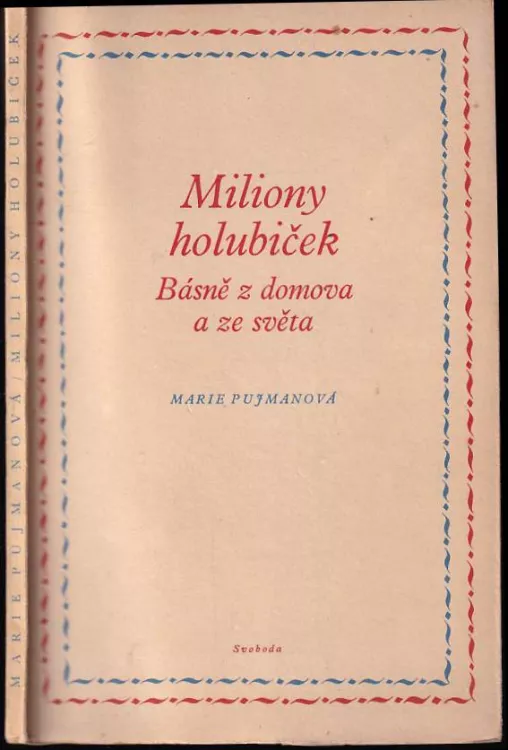 MARIE PUJMANOVÁ / MILIONY HOLUBIČEK
Miliony
holubiček
Básně z domova
a ze světa
MARIE PUJMANOVÁ
Svoboda